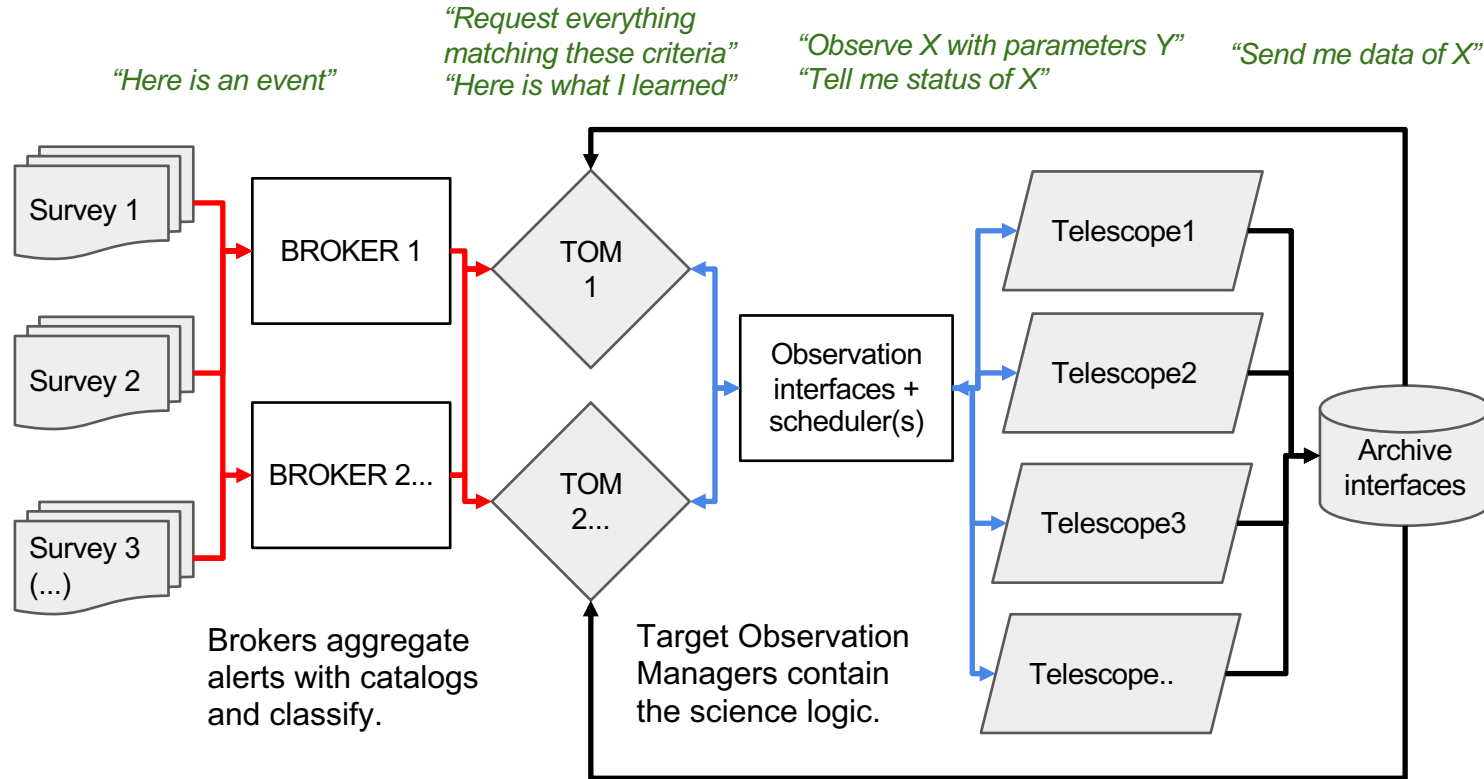 “Request everything
matching these criteria”
“Here is what I learned”
“Observe X with parameters Y”
“Tell me status of X”
“Send me data of X”
“Here is an event”
Survey 1
BROKER 1
TOM
1
Telescope1
Survey 2
Observation
interfaces +
scheduler(s)
Telescope2
BROKER 2...
TOM
2...
Archive
interfaces
Survey 3
(...)
Telescope3
Brokers aggregate
alerts with catalogs
and classify.
Target Observation
Managers contain
the science logic.
Telescope..